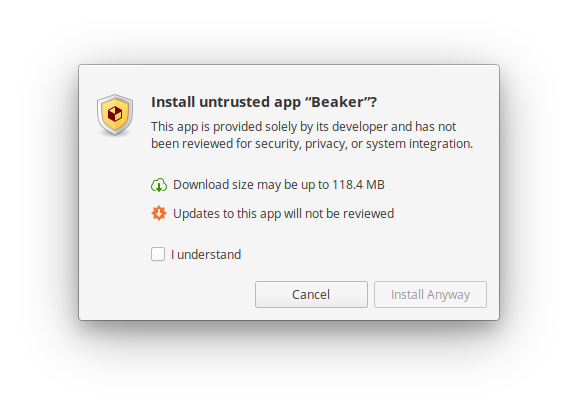 Install untrusted app “Beaker”?
This app is provided solely by its developer and has not
been reviewed for security, privacy, or system integration.
Download size may be up to 118.4 MB
Updates to this app will not be reviewed
I understand
Cancel
Install Anyway